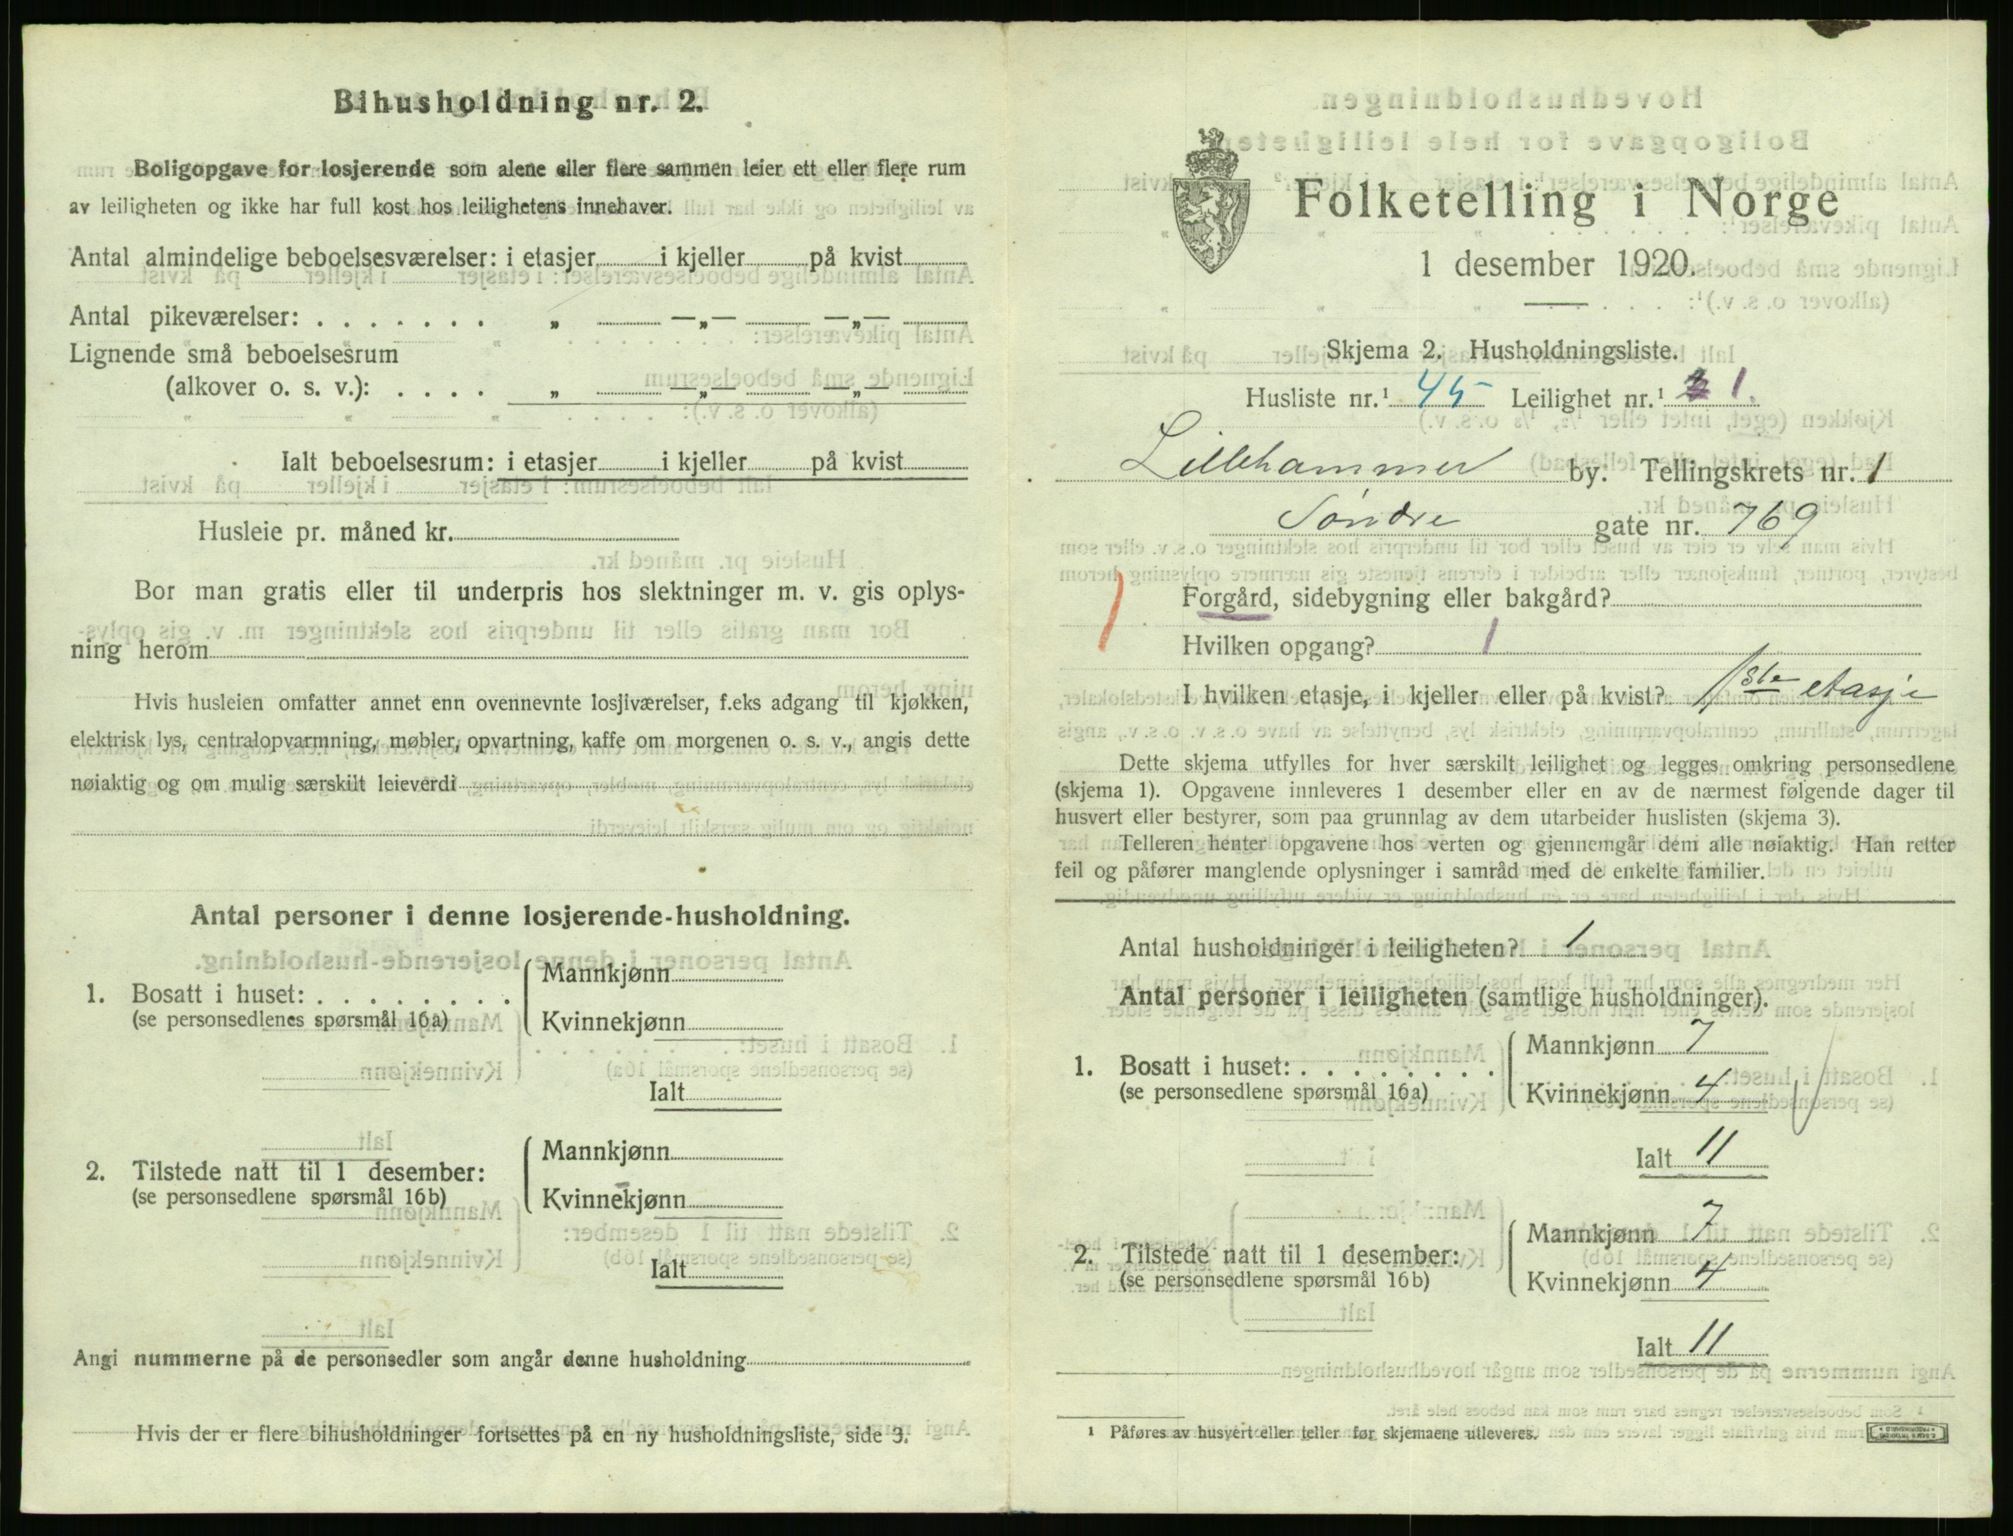 Bihusholdning nr. 2.
Boligopgave for losjerende som alene eller flere sammen leier ett eller flere rum
av leiligheten og ikke har full kost hos leilighetens innehaver.
Antal almindelige beboelsesværelser: i etasjer i kjeller på kvist
Antal pikeværelser: . . . . . . . „ —„— —„—
Lignende små beboelsesrum
(alkover o. s. v.): . . . . „ —„— —„—
Ialt beboelsesrum: i etasjer i kjeller på kvist
Husleie pr. måned kr.
Bor man gratis eller til underpris hos slektninger m. v. gis oplys-
ning herom
Hvis husleien omfatter annet enn ovennevnte losjiværelser, f.eks adgang til kjøkken,
elektrisk lys, centralopvarmning, møbler, opvartning, kaffe om morgenen o. s. v., angis dette
nøiaktig og om mulig særskilt leieverdi
Antal personer i denne losjerende-husholdning.
1. Bosatt i huset: . . . . . . . .
(se personsedlenes spørsmål 16a)
Mannkjønn
Kvinnekjønn
Ialt
2. Tilstede natt til 1 desember:
(se personsedlene spørsmål 16b)
Mannkjønn
Kvinnekjønn
Ialt
Angi nummerne på de personsedler som angår denne husholdning
Hvis der er flere bihusholdninger fortsettes på en ny husholdningsliste, side 3.
Folketelling i Norge
1 desember 1920.
Skjema 2. Husholdningsliste.
Husliste nr.¹ 45 Leilighet nr.¹ 1.
Lillehammer by. Tellingskrets nr. 1
Søndre gate nr. 769
Forgård, sidebygning eller bakgård?
Hvilken opgang? 1
I hvilken etasje, i kjeller eller på kvist? 1ste etasje
Dette skjema utfylles for hver særskilt leilighet og legges omkring personsedlene
(skjema 1). Opgavene innleveres 1 desember eller en av de nærmest følgende dager til
husvert eller bestyrer, som paa grunnlag av dem utarbeider huslisten (skjema 3).
Telleren henter opgavene hos verten og gjennemgår dem alle nøiaktig. Han retter
feil og påfører manglende oplysninger i samråd med de enkelte familier.
Antal husholdninger i leiligheten? 1
Antal personer i leiligheten (samtlige husholdninger).
1. Bosatt i huset: . . . . . . . .
(se personsedlene spørsmål 16a)
Mannkjønn 7
Kvinnekjønn 4
Ialt 11
2. Tilstede natt til 1 desember:
(se personsedlene spørsmål 16b)
Mannkjønn 7
Kvinnekjønn 4
Ialt 11
¹ Påføres av husvert eller teller før skjemaene utleveres.